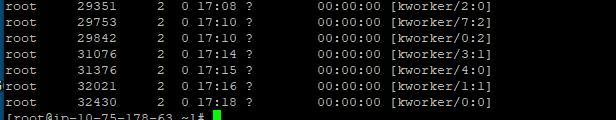 root     29351     2  0 17:08 ?        00:00:00 [kworker/2:0]
root     29753     2  0 17:10 ?        00:00:00 [kworker/7:2]
root     29842     2  0 17:10 ?        00:00:00 [kworker/0:2]
root     31076     2  0 17:14 ?        00:00:00 [kworker/3:1]
root     31376     2  0 17:15 ?        00:00:00 [kworker/4:0]
root     32021     2  0 17:16 ?        00:00:00 [kworker/1:1]
root     32430     2  0 17:18 ?        00:00:00 [kworker/0:0]
[root@ip-10-75-178-63 ~]#